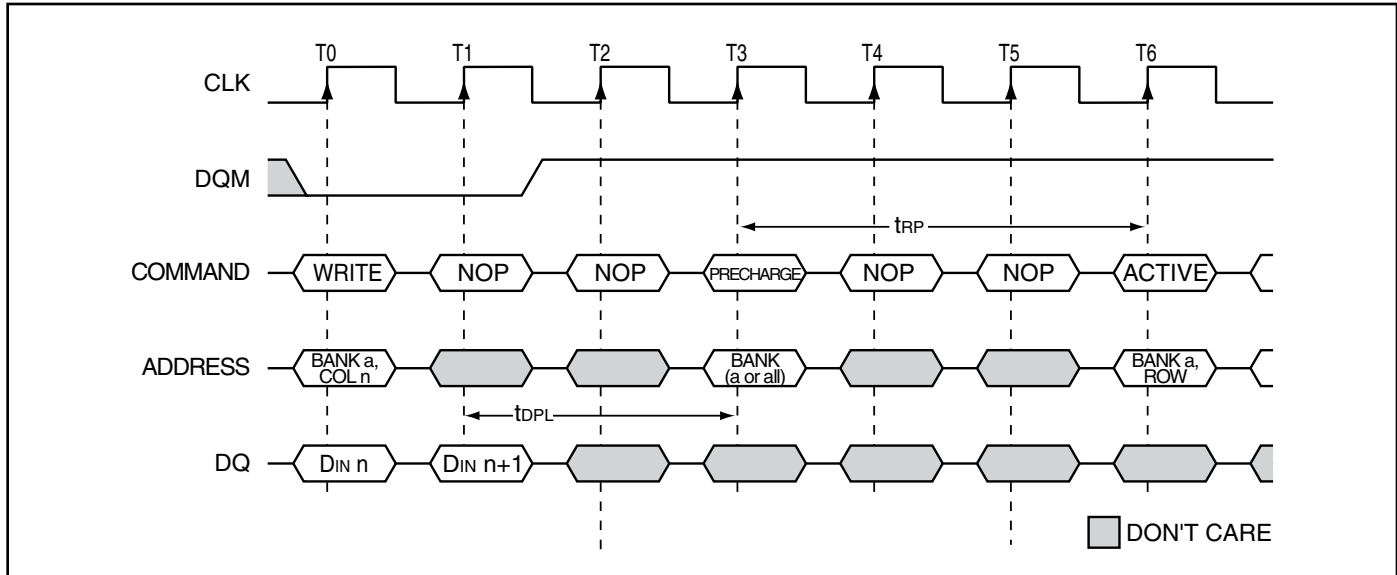 T0 T1 T2 T3 T4 T5 T6
CLK
DQM
tRP
COMMAND WRITE NOP NOP PRECHARGE NOP NOP ACTIVE
ADDRESS BANK a, COL n BANK (a or all) BANK a, ROW
tDPL
DQ DIN n DIN n+1
DON'T CARE